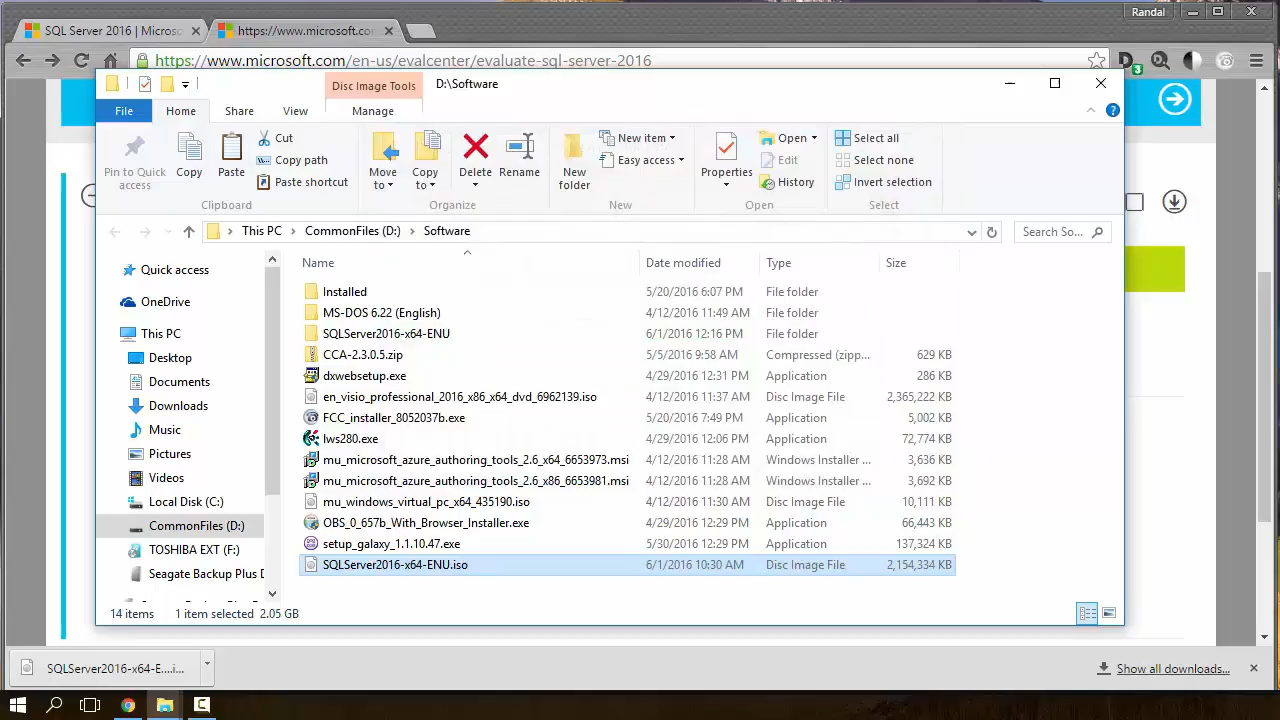 Randal
SQL Server 2016 | Micros
https://www.microsoft.com
https://www.microsoft.com/en-us/evalcenter/evaluate-sql-server-2016
3
Disc Image Tools
D:\Software
File
Home
Share
View
Manage
Pin to Quick access
Copy
Paste
Cut
Copy path
Paste shortcut
Move to
Copy to
Delete
Rename
New folder
New item
Easy access
Properties
Open
Edit
History
Select all
Select none
Invert selection
Clipboard
Organize
New
Open
Select
This PC > CommonFiles (D:) > Software
Search So...
Name Date modified Type Size
Quick access
OneDrive
This PC
Desktop
Documents
Downloads
Music
Pictures
Videos
Local Disk (C:)
CommonFiles (D:)
TOSHIBA EXT (F:)
Seagate Backup Plus D
Installed 5/20/2016 6:07 PM File folder
MS-DOS 6.22 (English) 4/12/2016 11:49 AM File folder
SQLServer2016-x64-ENU 6/1/2016 12:16 PM File folder
CCA-2.3.0.5.zip 5/5/2016 9:58 AM Compressed (zipp... 629 KB
dxwebsetup.exe 4/29/2016 12:31 PM Application 286 KB
en_visio_professional_2016_x86_x64_dvd_6962139.iso 4/12/2016 11:37 AM Disc Image File 2,365,222 KB
FCC_installer_8052037b.exe 5/20/2016 7:49 PM Application 5,002 KB
lws280.exe 4/29/2016 12:06 PM Application 72,774 KB
mu_microsoft_azure_authoring_tools_2.6_x64_6653973.msi 4/12/2016 11:28 AM Windows Installer ... 3,636 KB
mu_microsoft_azure_authoring_tools_2.6_x86_6653981.msi 4/12/2016 11:28 AM Windows Installer ... 3,692 KB
mu_windows_virtual_pc_x64_435190.iso 4/12/2016 11:30 AM Disc Image File 10,111 KB
OBS_0_657b_With_Browser_Installer.exe 4/29/2016 12:29 PM Application 66,443 KB
setup_galaxy_1.1.10.47.exe 5/30/2016 12:29 PM Application 137,324 KB
SQLServer2016-x64-ENU.iso 6/1/2016 10:30 AM Disc Image File 2,154,334 KB
14 items 1 item selected 2.05 GB
SQLServer2016-x64-E....i...
Show all downloads...